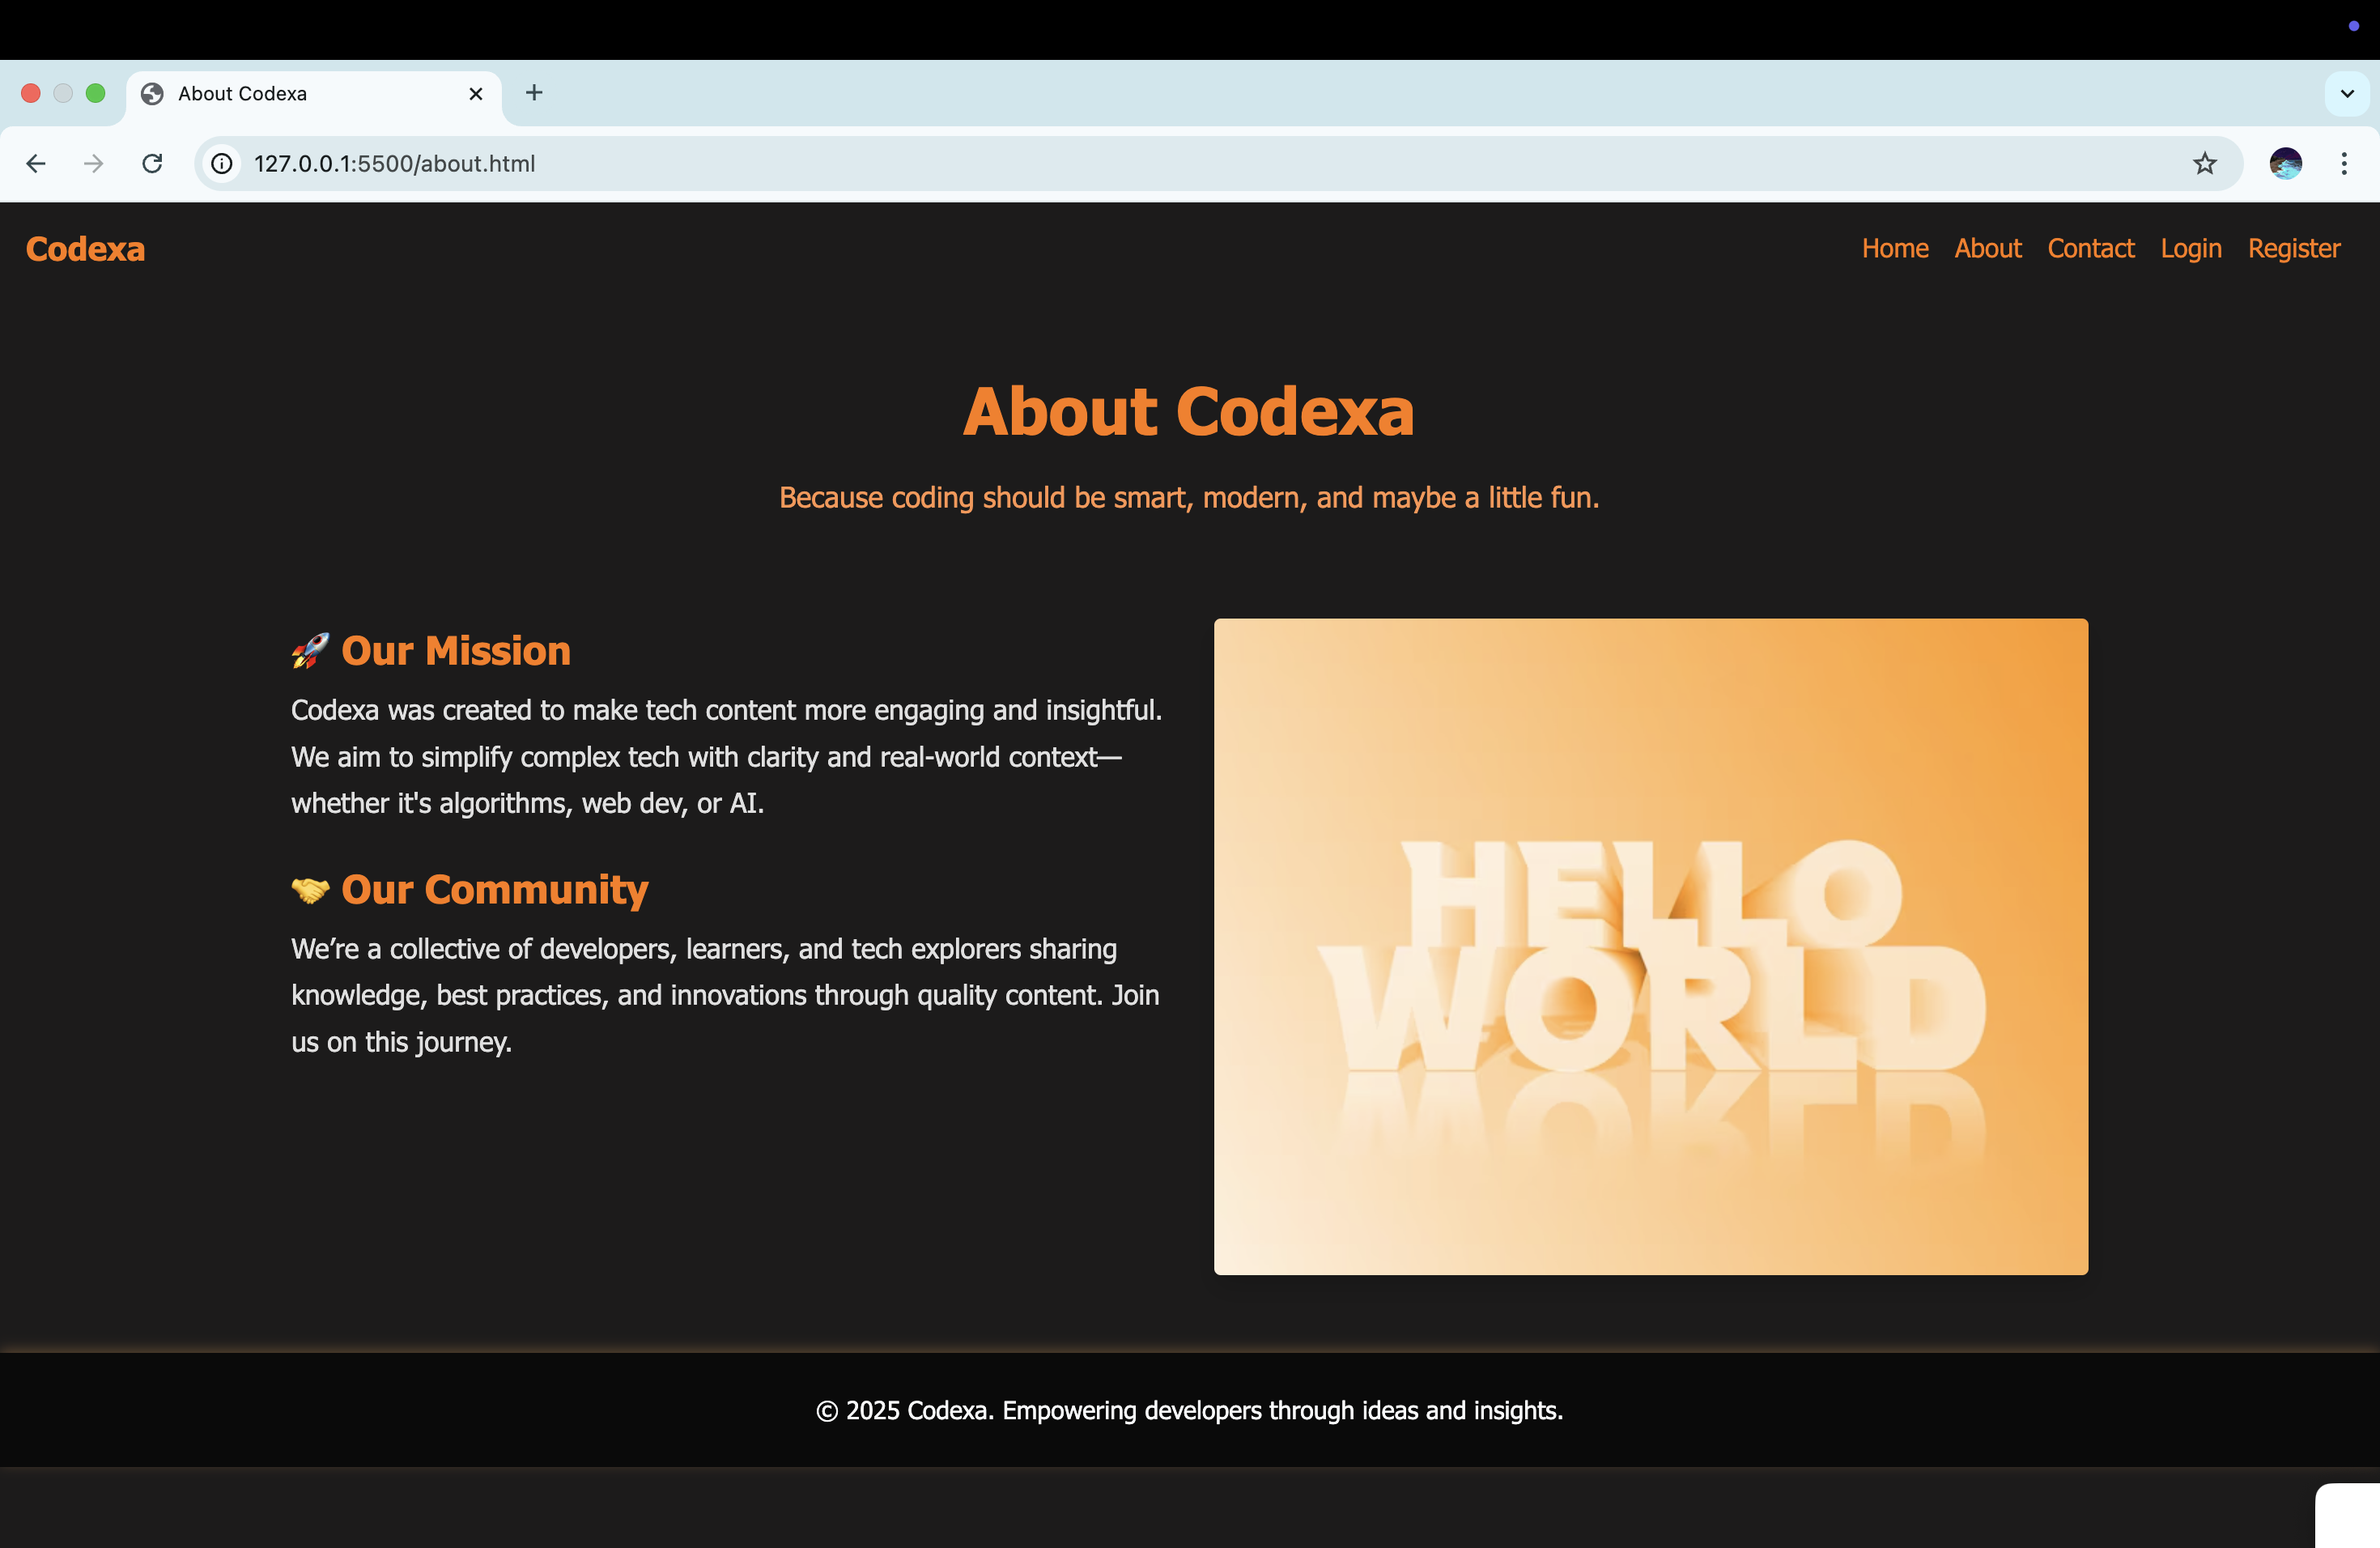 About Codexa
127.0.0.1:5500/about.html
Codexa
Home About Contact Login Register
About Codexa
Because coding should be smart, modern, and maybe a little fun.
🚀 Our Mission
Codexa was created to make tech content more engaging and insightful.
We aim to simplify complex tech with clarity and real-world context—
whether it's algorithms, web dev, or AI.
🤝 Our Community
We’re a collective of developers, learners, and tech explorers sharing
knowledge, best practices, and innovations through quality content. Join
us on this journey.
HELLO
WORLD
© 2025 Codexa. Empowering developers through ideas and insights.